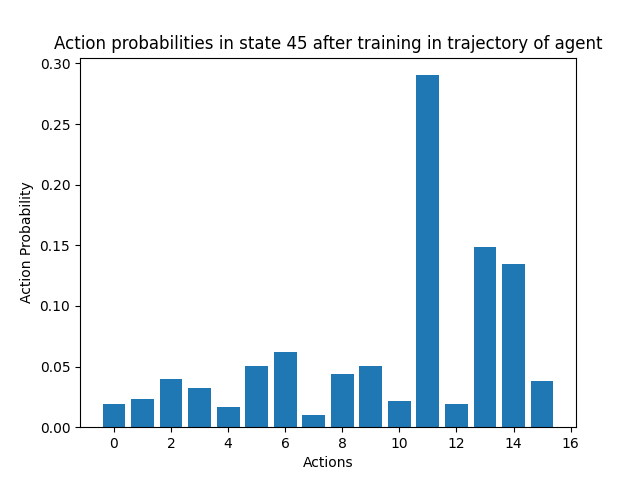 Action probabilities in state 45 after training in trajectory of agent
0.30
0.25
0.20
0.15
0.10
0.05
0.00
Action Probability
0 2 4 6 8 10 12 14 16
Actions